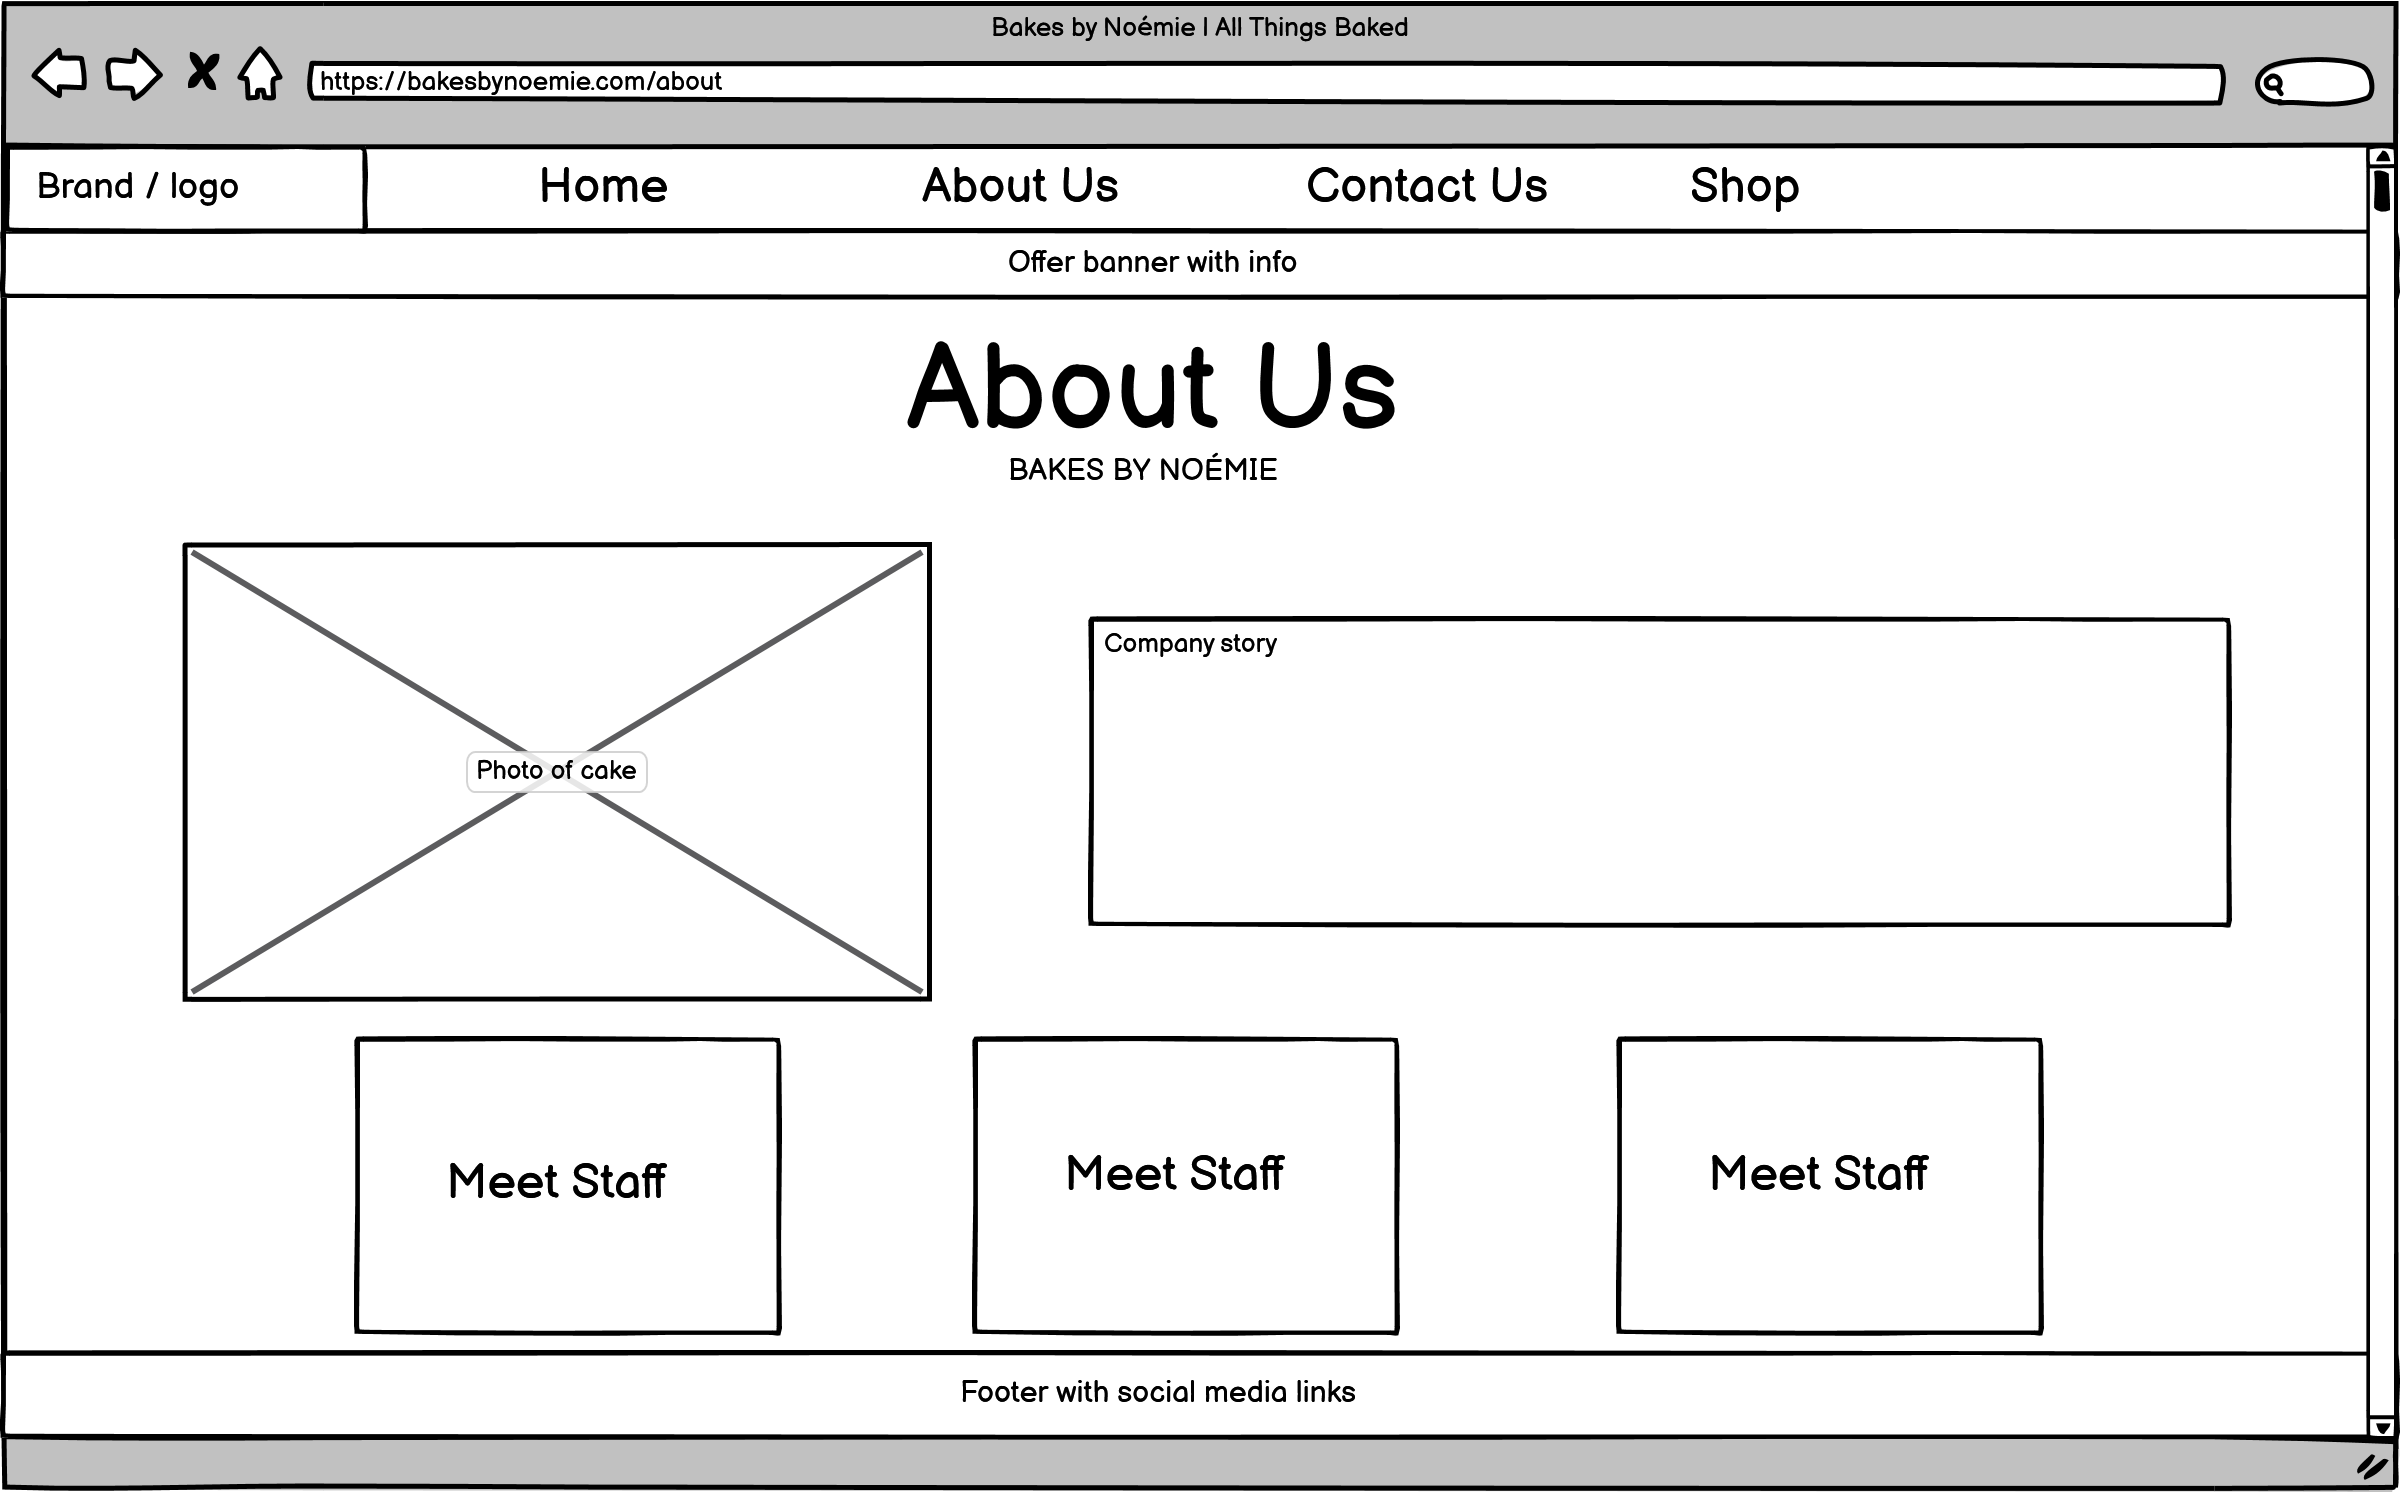 Bakes by Noémie | All Things Baked
https://bakesbynoemie.com/about
Brand / logo
Home
About Us
Contact Us
Shop
Offer banner with info
About Us
BAKES BY NOÉMIE
Photo of cake
Company story
Meet Staff
Meet Staff
Meet Staff
Footer with social media links